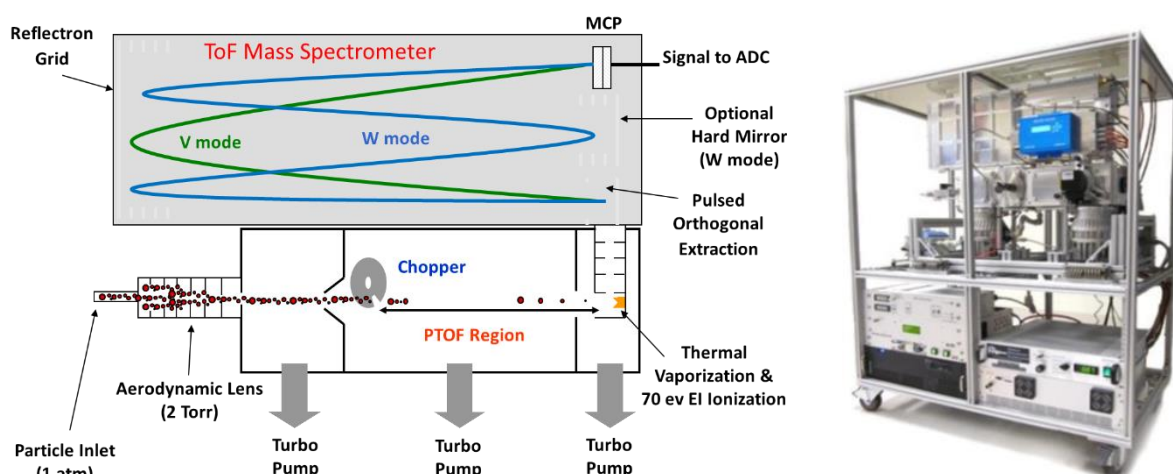 MCP
Reflectron
Grid
ToF Mass Spectrometer
Signal to ADC
V mode
W mode
Optional
Hard Mirror
(W mode)
Pulsed
Orthogonal
Extraction
Chopper
PTOF Region
Aerodynamic Lens
(2 Torr)
Thermal
Vaporization &
70 ev EI Ionization
Particle Inlet
(1 atm)
Turbo
Pump
Turbo
Pump
Turbo
Pump